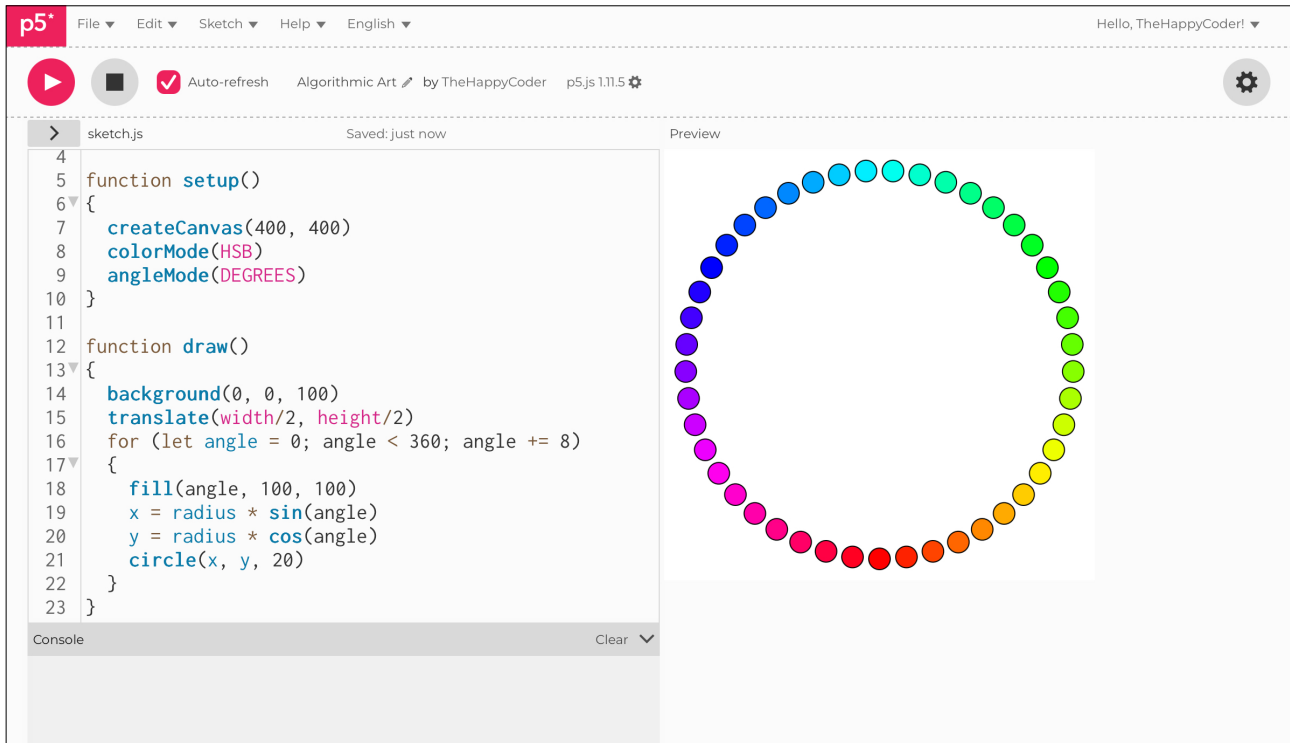 p5* File Edit Sketch Help English Hello, TheHappyCoder!
Auto-refresh Algorithmic Art by TheHappyCoder p5.js 1.11.5
sketch.js Saved: just now Preview
4
5 function setup()
6 {
7 createCanvas(400, 400)
8 colorMode(HSB)
9 angleMode(DEGREES)
10 }
11
12 function draw()
13 {
14 background(0, 0, 100)
15 translate(width/2, height/2)
16 for (let angle = 0; angle < 360; angle += 8)
17 {
18 fill(angle, 100, 100)
19 x = radius * sin(angle)
20 y = radius * cos(angle)
21 circle(x, y, 20)
22 }
23 }
Console Clear